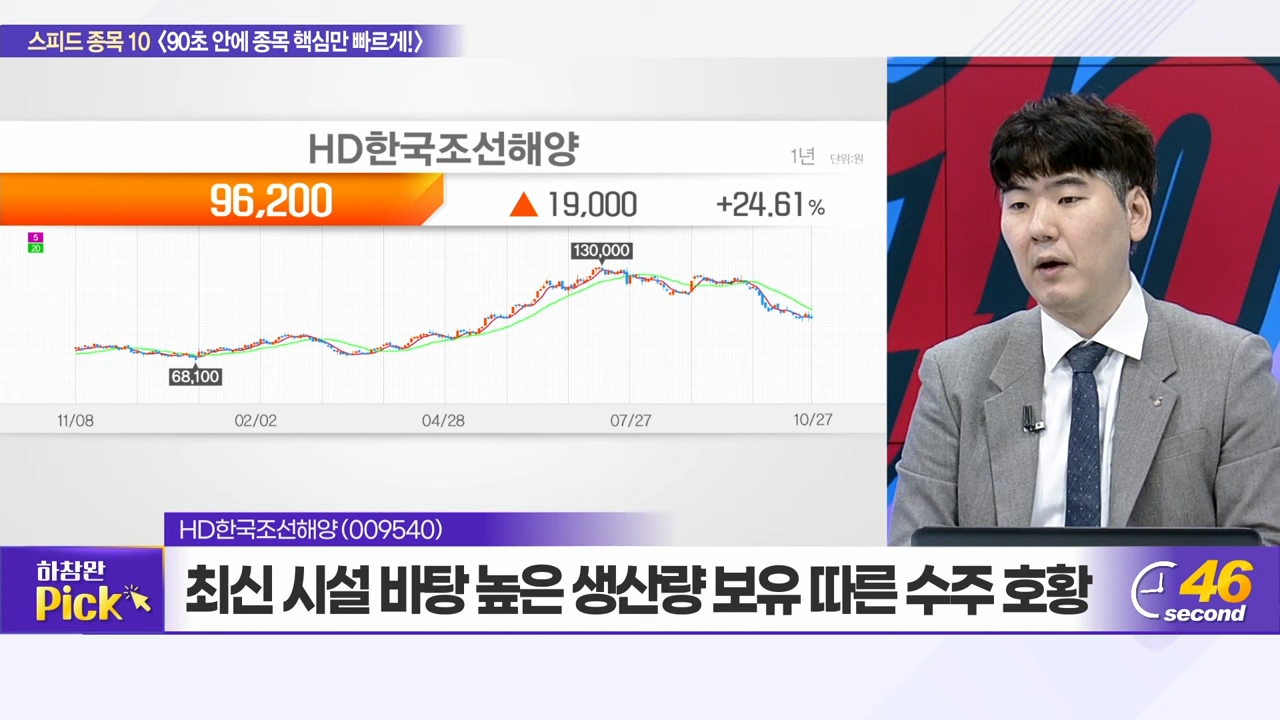 스피드 종목 10 〈90초 안에 종목 핵심만 빠르게!〉
HD한국조선해양
1년 단위:원
96,200 ▲ 19,000 +24.61%
5
20
130,000
68,100
11/08 02/02 04/28 07/27 10/27
HD한국조선해양(009540)
하창완
Pick
최신 시설 바탕 높은 생산량 보유 따른 수주 호황
46
second